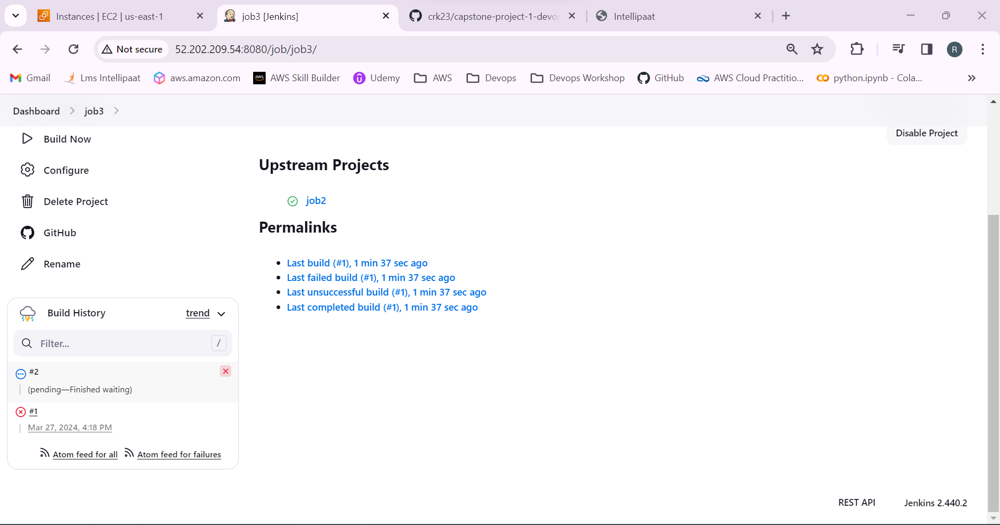 Instances | EC2 | us-east-1
job3 [Jenkins]
crk23/capstone-project-1-devo
Intellipaat
Not secure
52.202.209.54:8080/job/job3/
R
Gmail
Lms Intellipaat
aws.amazon.com
aws
AWS Skill Builder
Udemy
AWS
Devops
Devops Workshop
GitHub
AWS Cloud Practitio...
python.ipynb - Cola...
Dashboard
job3
Build Now
Disable Project
Configure
Delete Project
GitHub
Rename
Upstream Projects
job2
Permalinks
Last build (#1), 1 min 37 sec ago
Last failed build (#1), 1 min 37 sec ago
Last unsuccessful build (#1), 1 min 37 sec ago
Last completed build (#1), 1 min 37 sec ago
Build History
trend
Filter...
/
#2
(pending—Finished waiting)
#1
Mar 27, 2024, 4:18 PM
Atom feed for all
Atom feed for failures
REST API
Jenkins 2.440.2